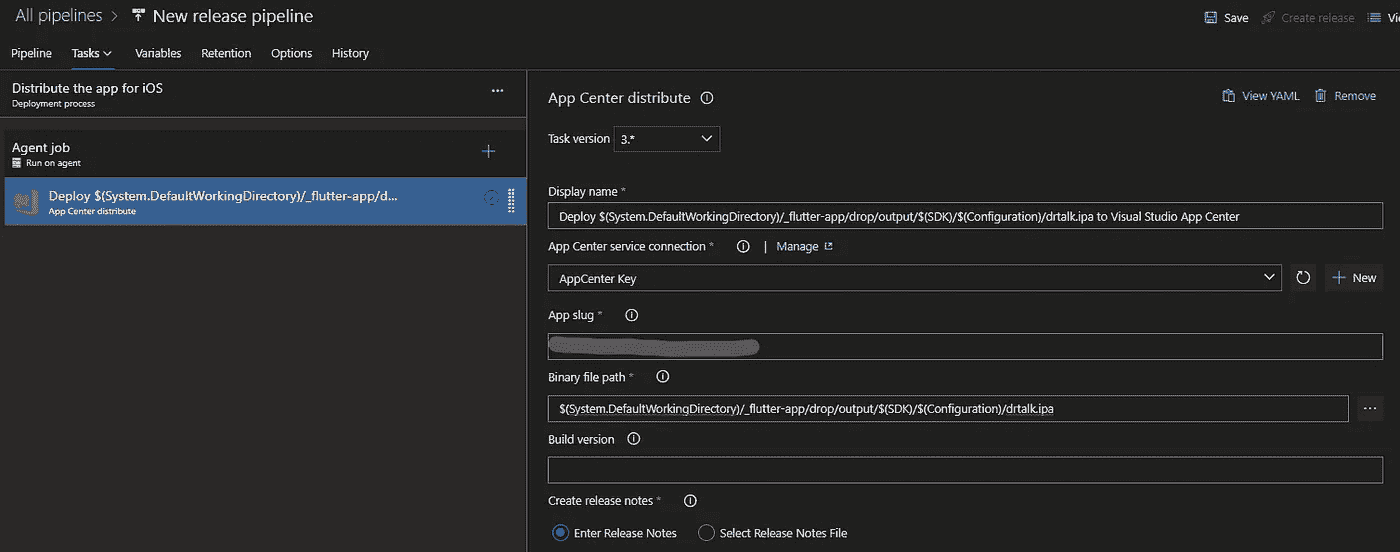 All pipelines > New release pipeline
Save
Create release
Vi
Pipeline
Tasks
Variables
Retention
Options
History
Distribute the app for iOS
Deployment process
...
Agent job
Run on agent
Deploy $(System.DefaultWorkingDirectory)/_flutter-app/d...
App Center distribute
App Center distribute
View YAML
Remove
Task version
3.*
Display name *
Deploy $(System.DefaultWorkingDirectory)/_flutter-app/drop/output/$(SDK)/$(Configuration)/drtalk.ipa to Visual Studio App Center
App Center service connection * | Manage
AppCenter Key
New
App slug *
Binary file path *
$(System.DefaultWorkingDirectory)/_flutter-app/drop/output/$(SDK)/$(Configuration)/drtalk.ipa
...
Build version
Create release notes *
Enter Release Notes
Select Release Notes File